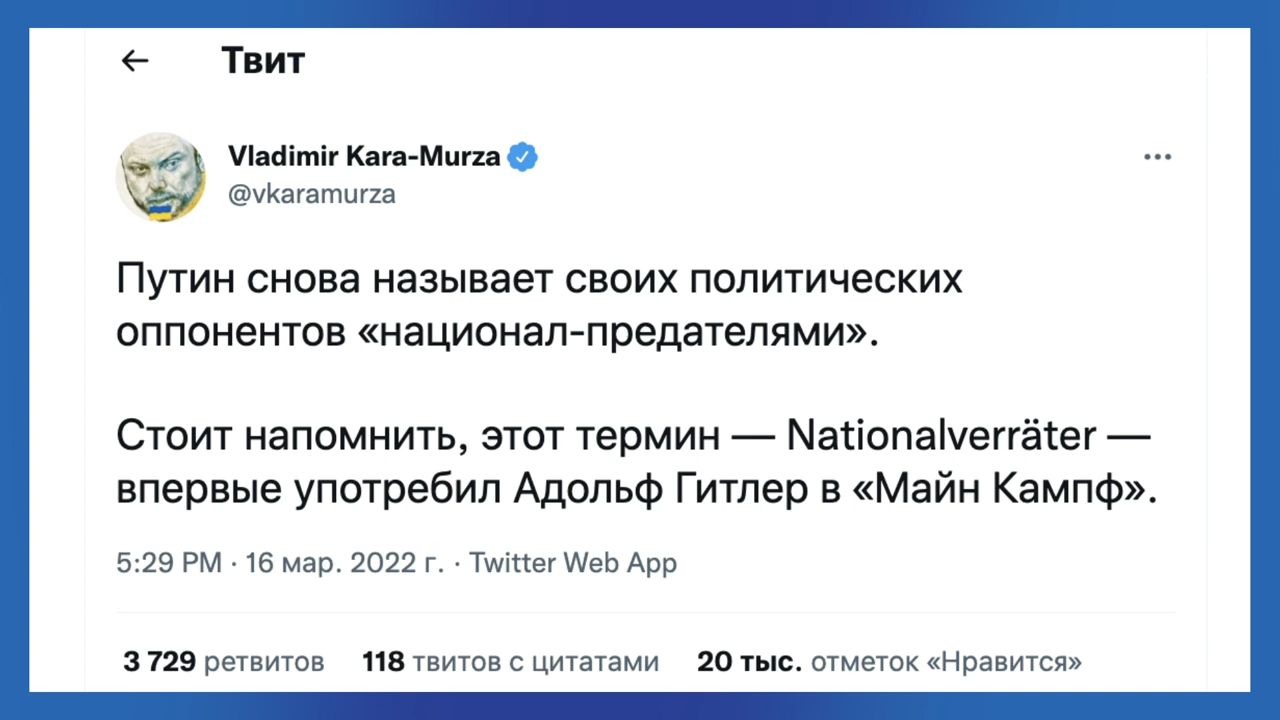 Твит
Vladimir Kara-Murza
@vkaramurza
Путин снова называет своих политических
оппонентов «национал-предателями».
Стоит напомнить, этот термин — Nationalverräter —
впервые употребил Адольф Гитлер в «Майн Кампф».
5:29 PM · 16 мар. 2022 г. · Twitter Web App
3 729 ретвитов 118 твитов с цитатами 20 тыс. отметок «Нравится»